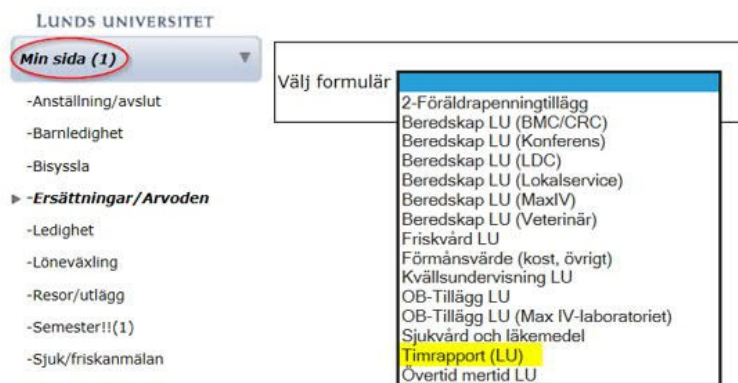 LUNDS UNIVERSITET
Min sida (1)
-Anställning/avslut
-Barnledighet
-Bisyssla
-Ersättningar/Arvoden
-Ledighet
-Löneväxling
-Resor/utlägg
-Semester!!(1)
-Sjuk/friskanmälan
Välj formulär
2-Föräldrapenningtillägg
Beredskap LU (BMC/CRC)
Beredskap LU (Konferens)
Beredskap LU (LDC)
Beredskap LU (Lokalservice)
Beredskap LU (MaxIV)
Beredskap LU (Veterinär)
Friskvård LU
Förmånsvärde (kost, övrigt)
Kvällsundervisning LU
OB-Tillägg LU
OB-Tillägg LU (Max IV-laboratoriet)
Sjukvård och läkemedel
Timrapport (LU)
Övertid mertid LU